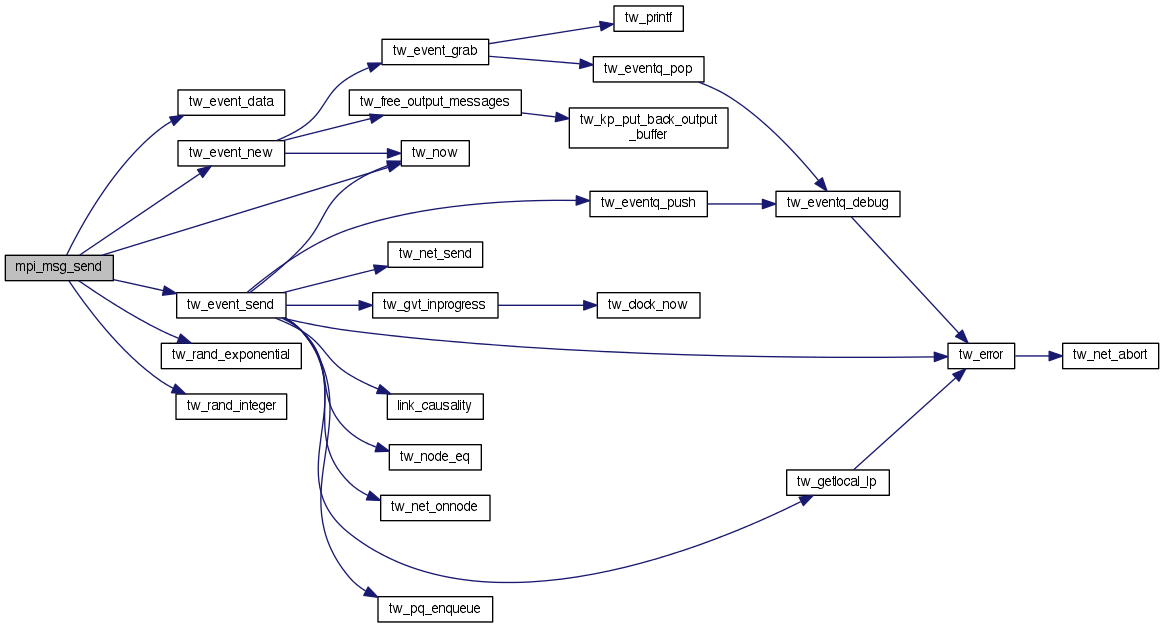 tw_printf
tw_event_grab
tw_eventq_pop
tw_event_data
tw_free_output_messages
tw_kp_put_back_output
_buffer
tw_event_new
tw_now
tw_eventq_push
tw_eventq_debug
tw_net_send
mpi_msg_send
tw_event_send
tw_gvt_inprogress
tw_clock_now
tw_rand_exponential
tw_error
tw_net_abort
tw_rand_integer
link_causality
tw_node_eq
tw_getlocal_lp
tw_net_onnode
tw_pq_enqueue